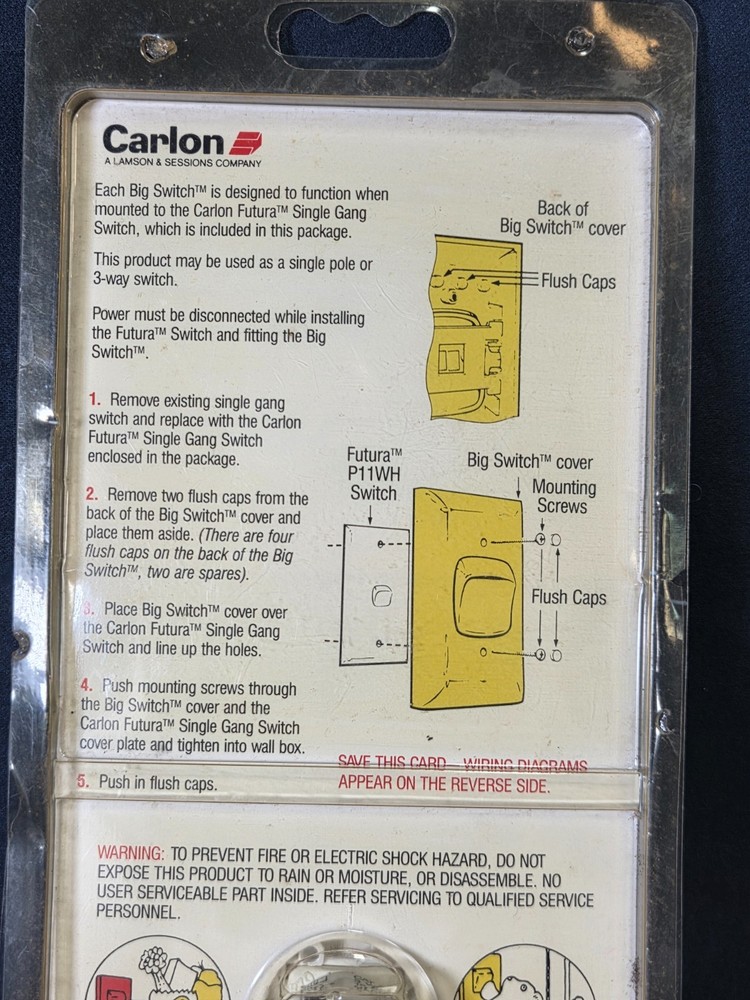 Carlon
A LAMSON & SESSIONS COMPANY
Each Big Switch™ is designed to function when
mounted to the Carlon Futura™ Single Gang
Switch, which is included in this package.
This product may be used as a single pole or
3-way switch.
Power must be disconnected while installing
the Futura™ Switch and fitting the Big
Switch™.
1. Remove existing single gang
switch and replace with the Carlon
Futura™ Single Gang Switch
enclosed in the package.
2. Remove two flush caps from the
back of the Big Switch™ cover and
place them aside. (There are four
flush caps on the back of the Big
Switch™, two are spares).
3. Place Big Switch™ cover over
the Carlon Futura™ Single Gang
Switch and line up the holes.
4. Push mounting screws through
the Big Switch™ cover and the
Carlon Futura™ Single Gang Switch
cover plate and tighten into wall box.
5. Push in flush caps.
Back of
Big Switch™ cover
Flush Caps
Futura™
P11WH
Switch
Big Switch™ cover
Mounting
Screws
Flush Caps
SAVE THIS CARD – WIRING DIAGRAMS
APPEAR ON THE REVERSE SIDE.
WARNING: TO PREVENT FIRE OR ELECTRIC SHOCK HAZARD, DO NOT
EXPOSE THIS PRODUCT TO RAIN OR MOISTURE, OR DISASSEMBLE. NO
USER SERVICEABLE PART INSIDE. REFER SERVICING TO QUALIFIED SERVICE
PERSONNEL.